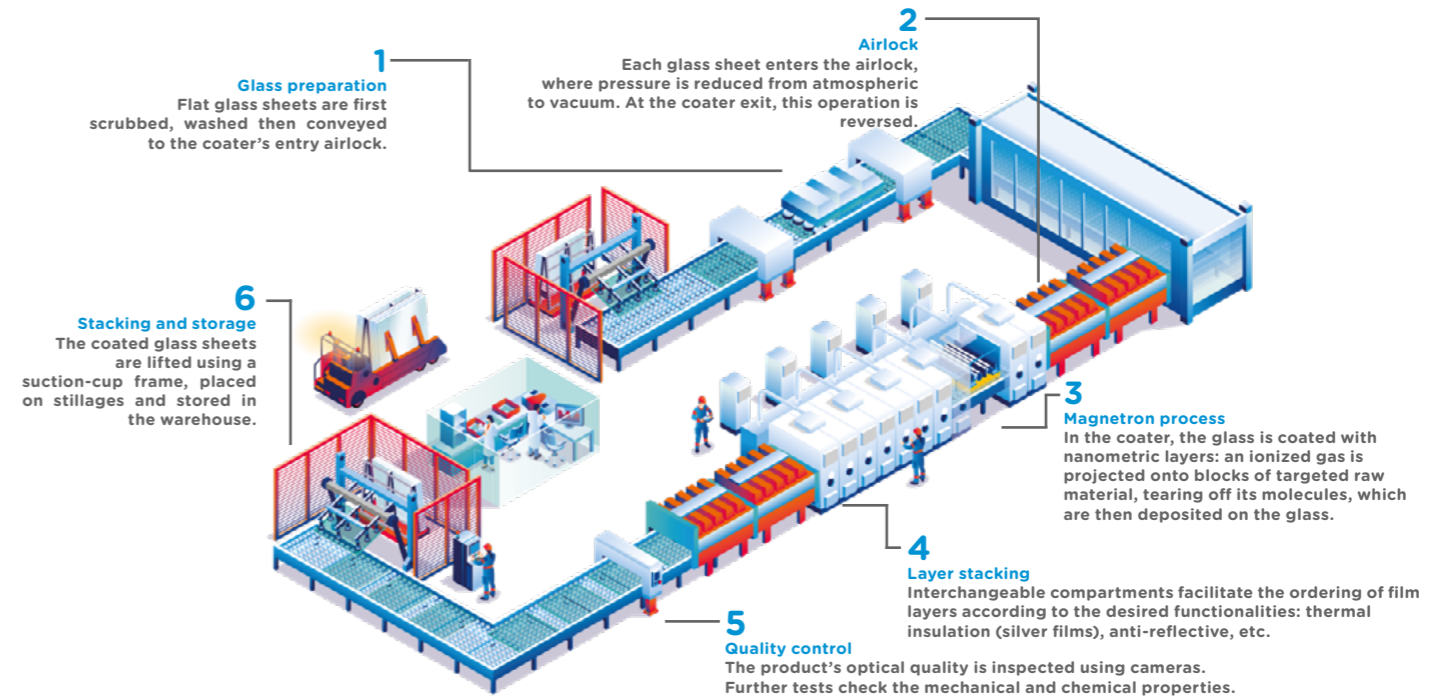 1
Glass preparation
Flat glass sheets are first
scrubbed, washed then conveyed
to the coater’s entry airlock.
2
Airlock
Each glass sheet enters the airlock,
where pressure is reduced from atmospheric
to vacuum. At the coater exit, this operation is
reversed.
3
Magnetron process
In the coater, the glass is coated with
nanometric layers: an ionized gas is
projected onto blocks of targeted raw
material, tearing off its molecules, which
are then deposited on the glass.
4
Layer stacking
Interchangeable compartments facilitate the ordering of film
layers according to the desired functionalities: thermal
insulation (silver films), anti-reflective, etc.
5
Quality control
The product’s optical quality is inspected using cameras.
Further tests check the mechanical and chemical properties.
6
Stacking and storage
The coated glass sheets
are lifted using a
suction-cup frame, placed
on stillages and stored in
the warehouse.